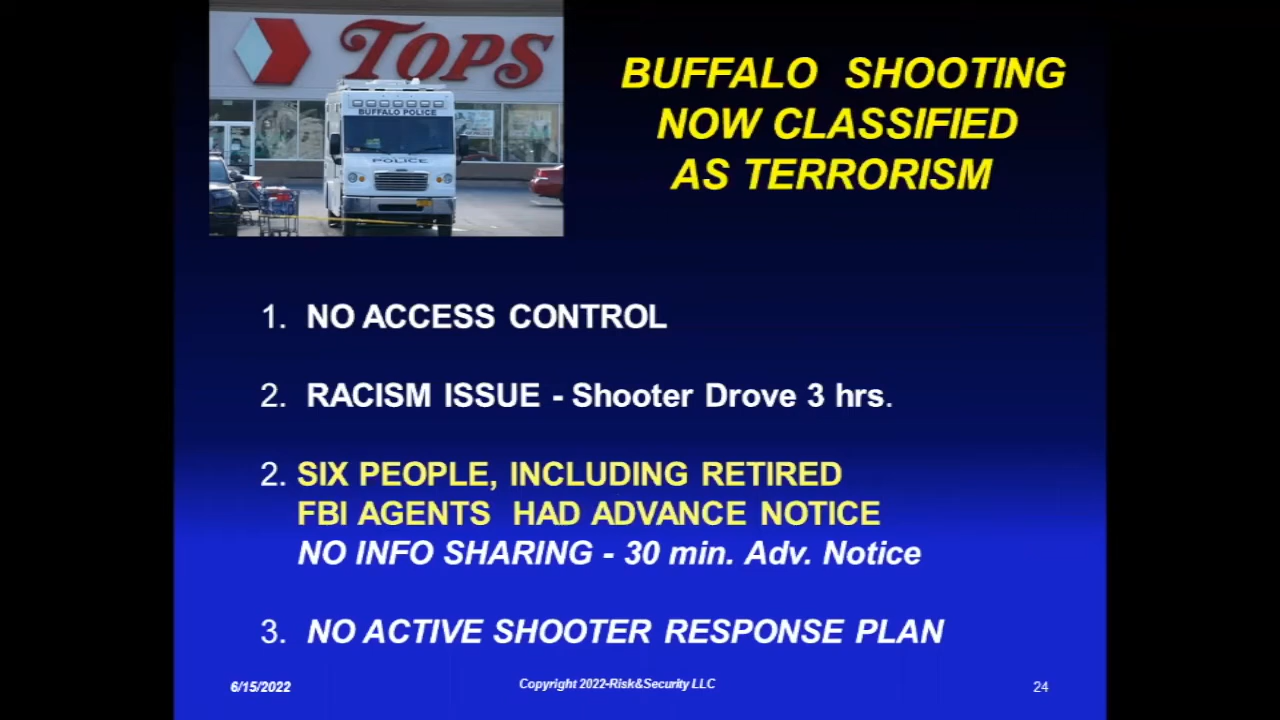 TOPS
BUFFALO POLICE
POLICE
BUFFALO SHOOTING
NOW CLASSIFIED
AS TERRORISM
1. NO ACCESS CONTROL
2. RACISM ISSUE - Shooter Drove 3 hrs.
2. SIX PEOPLE, INCLUDING RETIRED
FBI AGENTS HAD ADVANCE NOTICE
NO INFO SHARING - 30 min. Adv. Notice
3. NO ACTIVE SHOOTER RESPONSE PLAN
6/15/2022
Copyright 2022-Risk&Security LLC
24